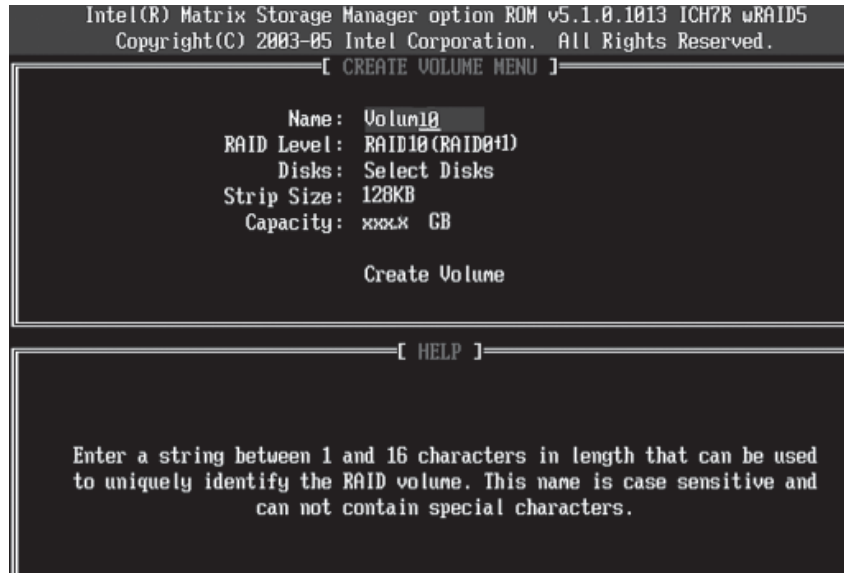 Intel(R) Matrix Storage Manager option ROM v5.1.0.1013 ICH7R wRAID5
Copyright(C) 2003-05 Intel Corporation. All Rights Reserved.
[ CREATE VOLUME MENU ]
Name: Volum10
RAID Level: RAID10(RAID0+1)
Disks: Select Disks
Strip Size: 128KB
Capacity: xxx.x GB
Create Volume
[ HELP ]
Enter a string between 1 and 16 characters in length that can be used
to uniquely identify the RAID volume. This name is case sensitive and
can not contain special characters.